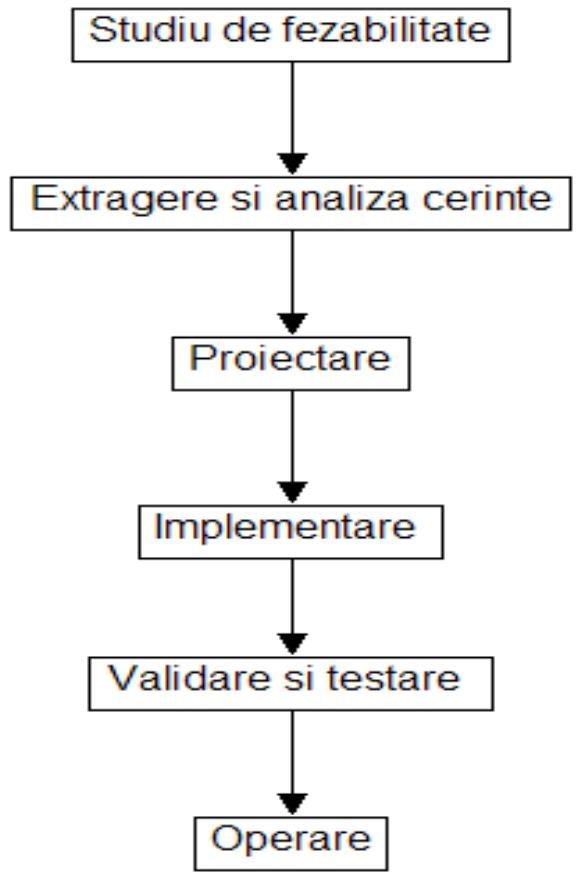 Studiu de fezabilitate
Extragere si analiza cerinte
Proiectare
Implementare
Validare si testare
Operare